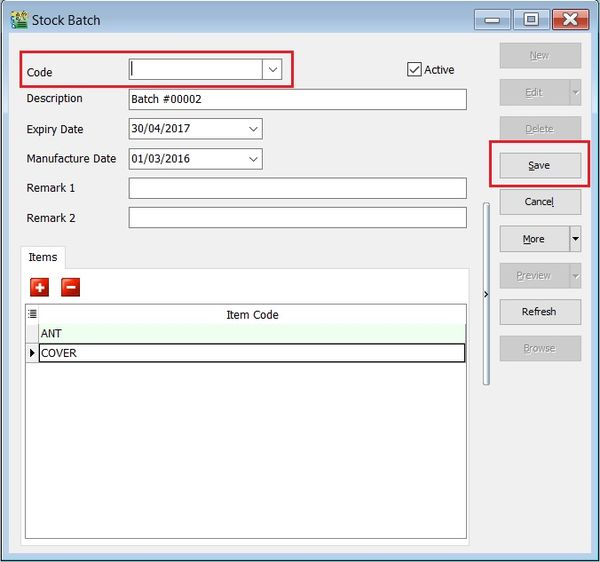 Stock Batch
Code
Active
New
Description Batch #00002
Edit
Expiry Date 30/04/2017
Delete
Manufacture Date 01/03/2016
Save
Remark 1
Cancel
Remark 2
More
Items
Preview
Item Code
Refresh
ANT
COVER
Browse